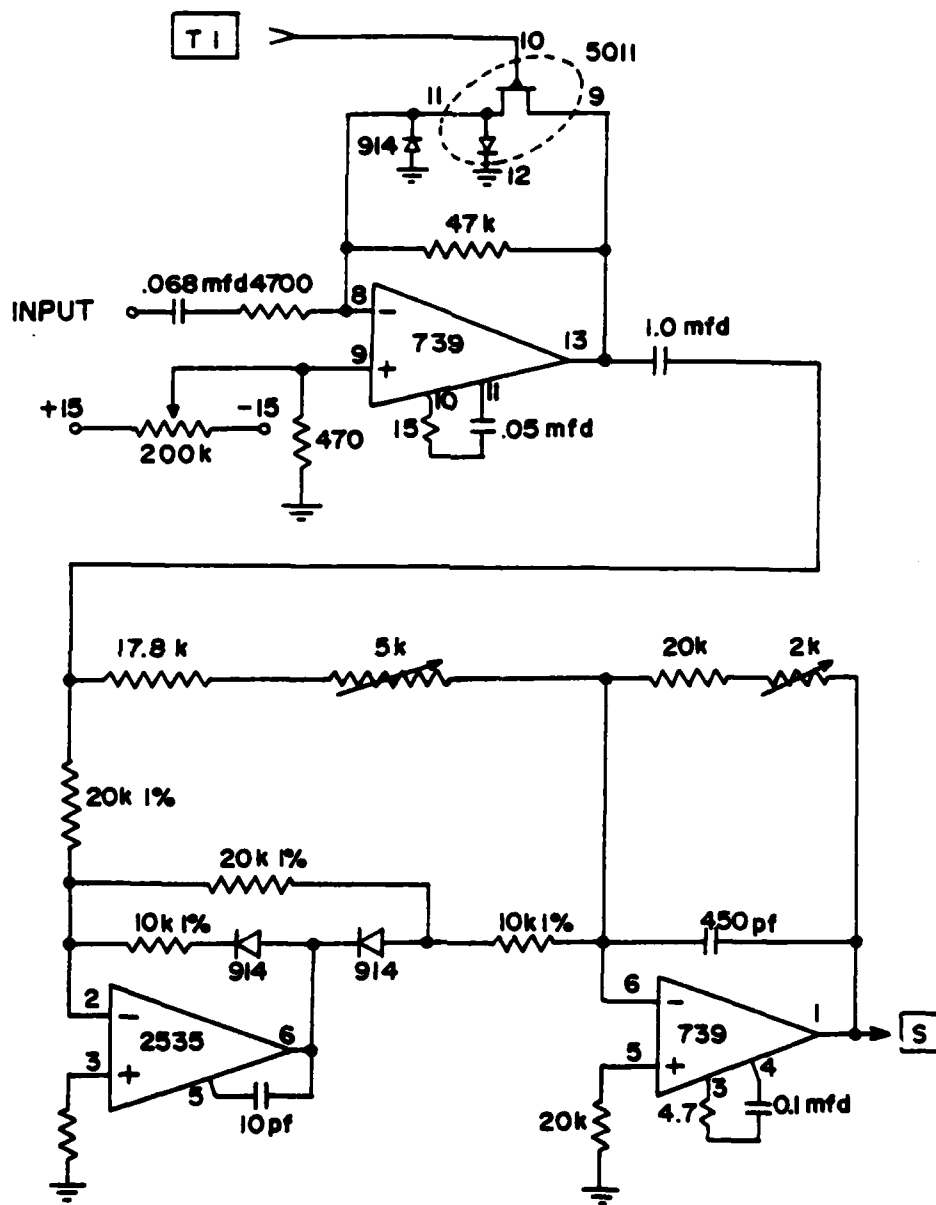 T 1
10
5011
11
9
914
12
47k
.068mfd
4700
INPUT
8
−
739
13
1.0 mfd
9
+
10
11
+15
−15
200k
470
15
.05 mfd
17.8 k
5k
20k
2k
20k 1%
20k 1%
10k 1%
914
914
10k 1%
450 pf
2
−
2535
6
3
+
5
10pf
6
−
739
1
S
5
+
3
4
20k
4.7
0.1 mfd